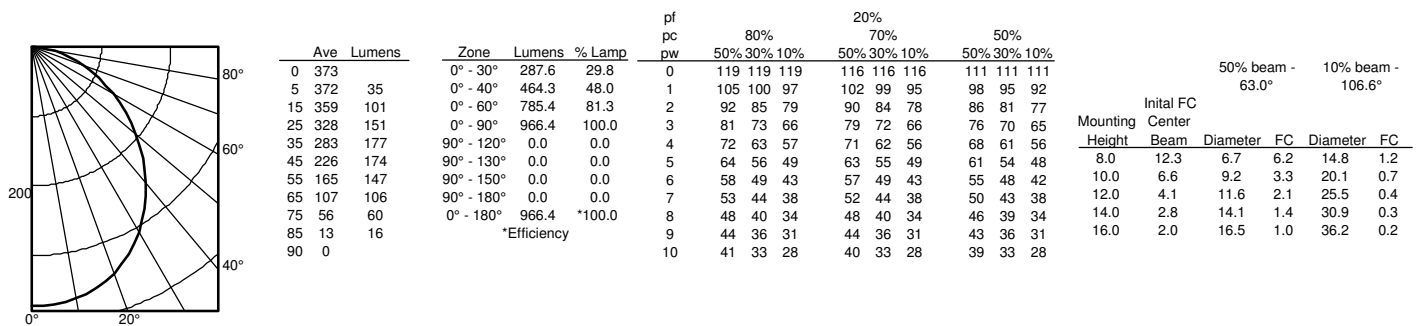 80°
60°
200
40°
0° 20°
Ave Lumens
0 373
5 372 35
15 359 101
25 328 151
35 283 177
45 226 174
55 165 147
65 107 106
75 56 60
85 13 16
90 0
Zone Lumens % Lamp
0° - 30° 287.6 29.8
0° - 40° 464.3 48.0
0° - 60° 785.4 81.3
0° - 90° 966.4 100.0
90° - 120° 0.0 0.0
90° - 130° 0.0 0.0
90° - 150° 0.0 0.0
90° - 180° 0.0 0.0
0° - 180° 966.4 *100.0
*Efficiency
pf 20%
pc 80% 70% 50%
pw 50% 30% 10% 50% 30% 10% 50% 30% 10%
0 119 119 119 116 116 116 111 111 111
1 105 100 97 102 99 95 98 95 92
2 92 85 79 90 84 78 86 81 77
3 81 73 66 79 72 66 76 70 65
4 72 63 57 71 62 56 68 61 56
5 64 56 49 63 55 49 61 54 48
6 58 49 43 57 49 43 55 48 42
7 53 44 38 52 44 38 50 43 38
8 48 40 34 48 40 34 46 39 34
9 44 36 31 44 36 31 43 36 31
10 41 33 28 40 33 28 39 33 28
50% beam - 10% beam -
63.0° 106.6°
Inital FC
Mounting Center
Height Beam Diameter FC Diameter FC
8.0 12.3 6.7 6.2 14.8 1.2
10.0 6.6 9.2 3.3 20.1 0.7
12.0 4.1 11.6 2.1 25.5 0.4
14.0 2.8 14.1 1.4 30.9 0.3
16.0 2.0 16.5 1.0 36.2 0.2